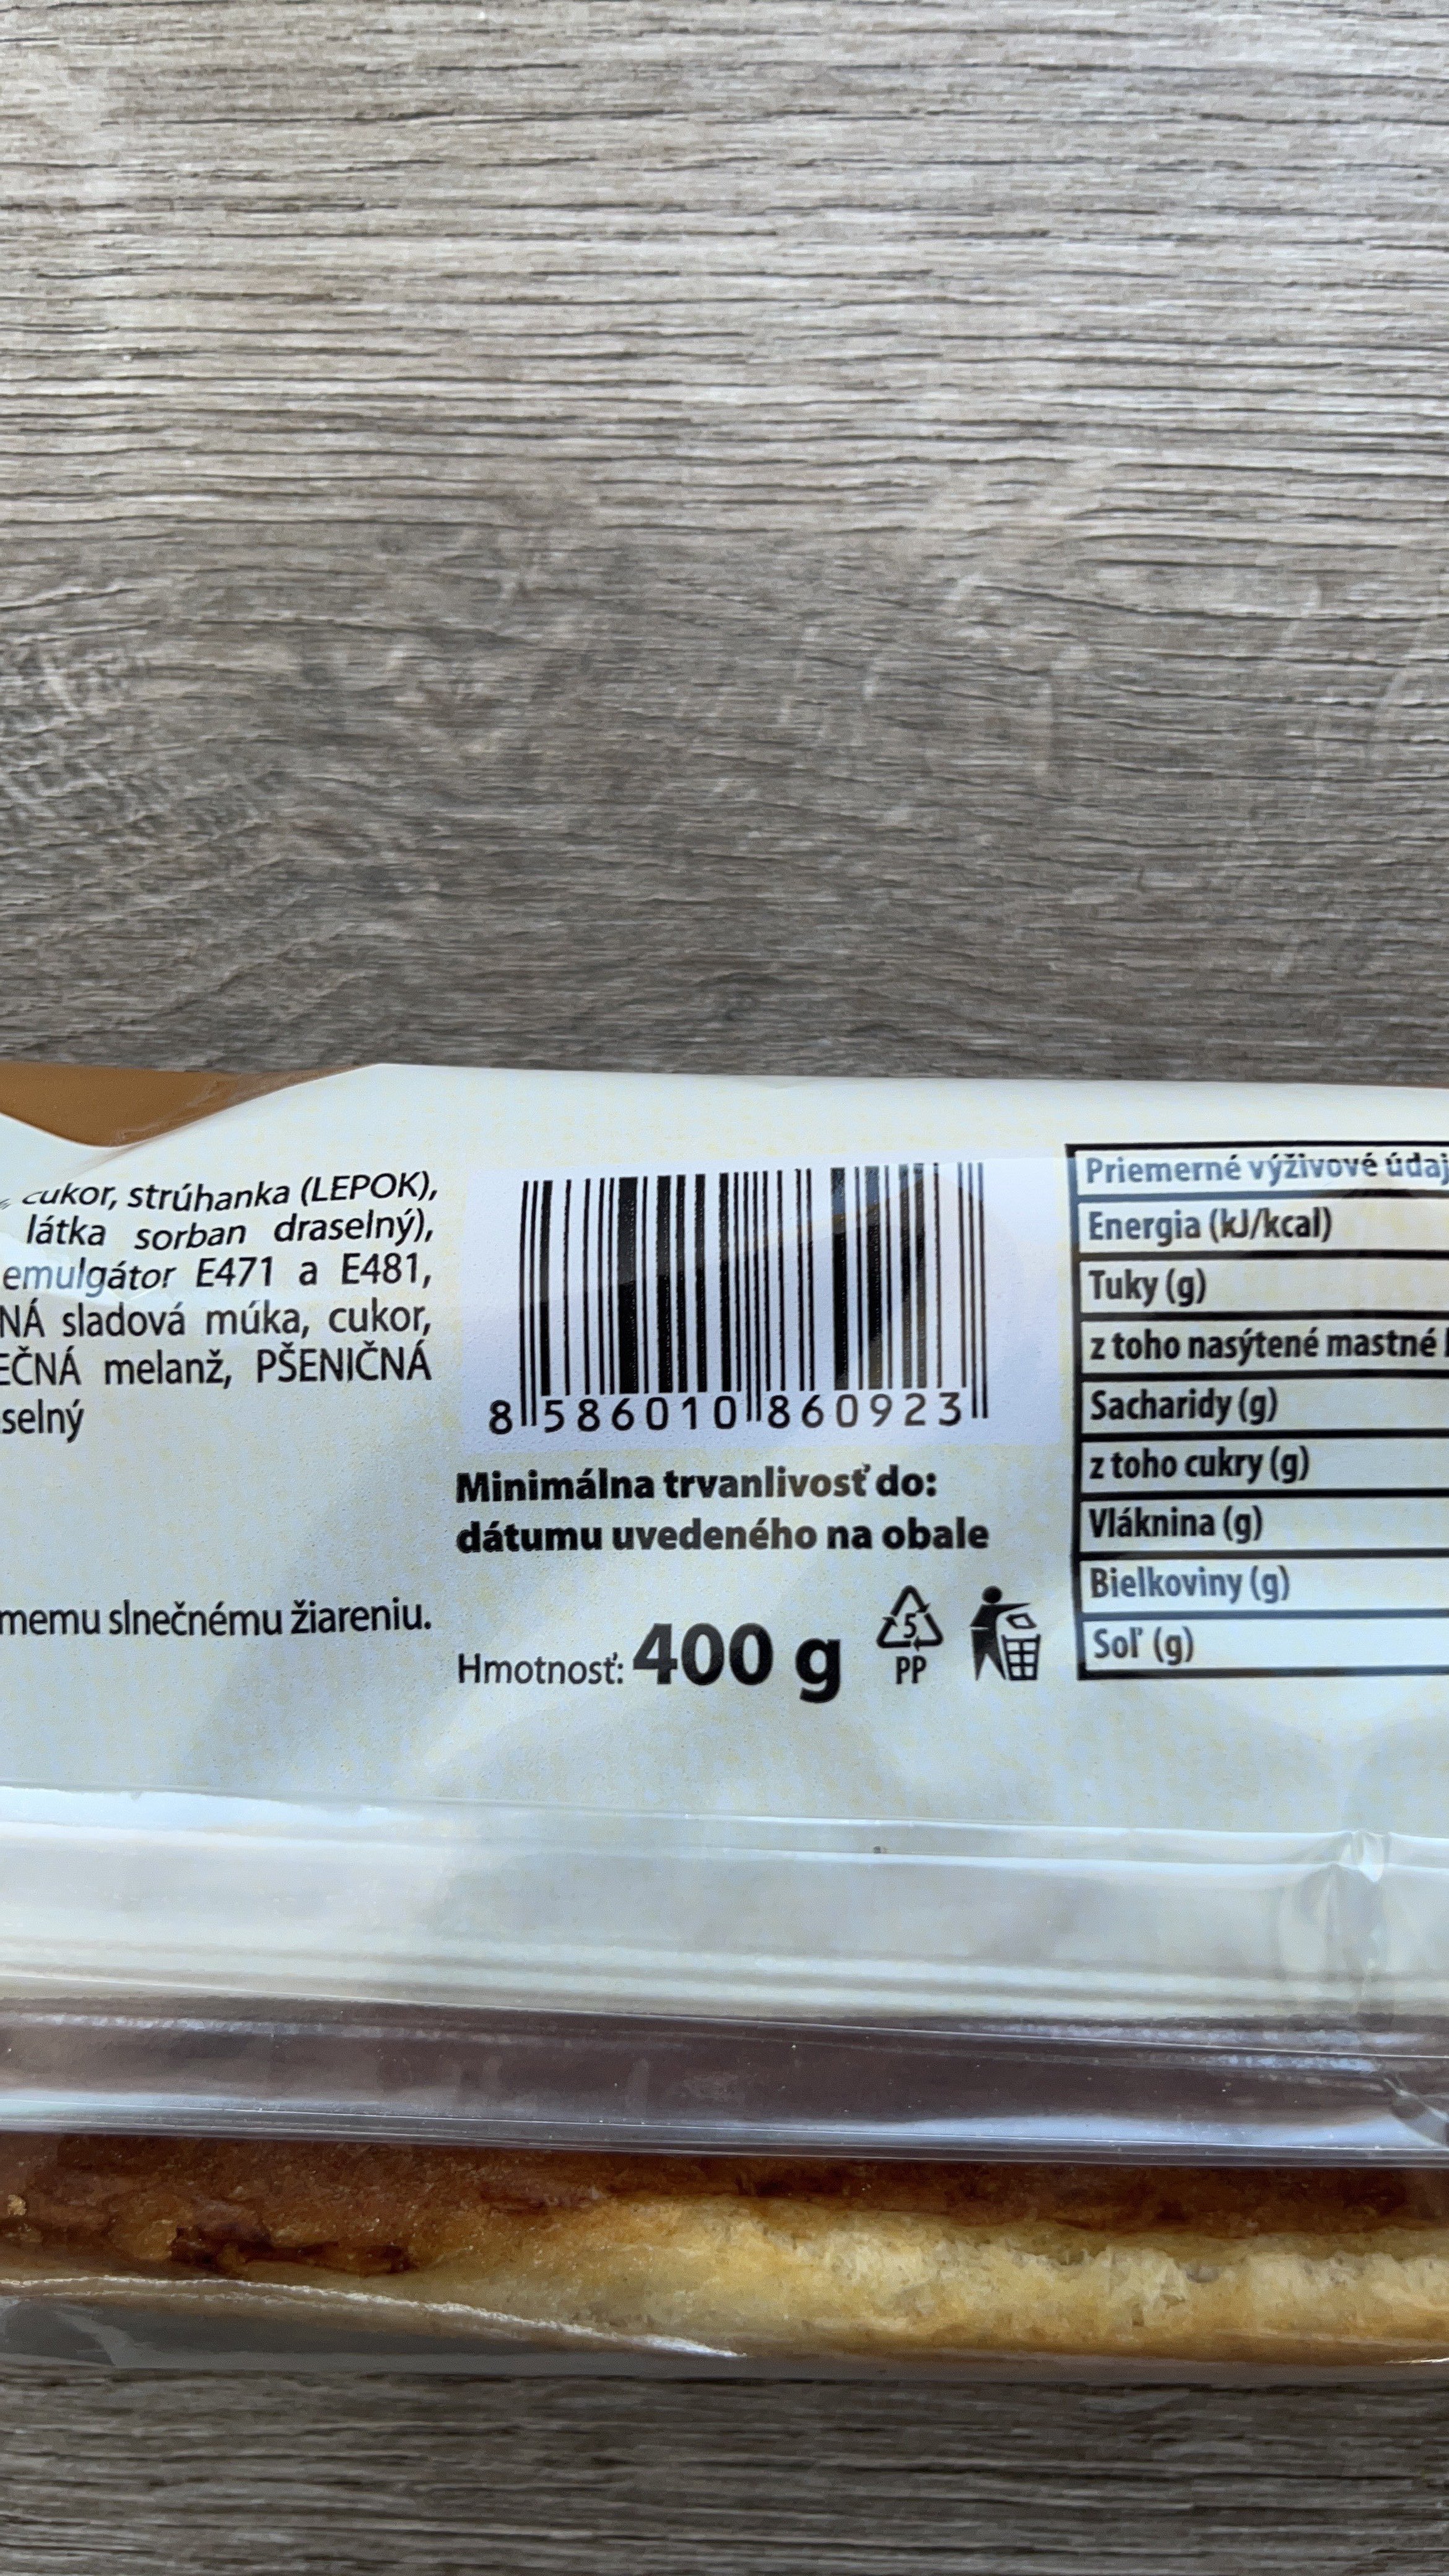 cukor, strúhanka (LEPOK),
látka sorban draselný),
emulgátor E471 a E481,
NÁ sladová múka, cukor,
EČNÁ melanž, PŠENIČNÁ
selný
memu slnečnému žiareniu.
8 586010 860923
Minimálna trvanlivosť do:
dátumu uvedeného na obale
Hmotnosť: 400 g
5
PP
Priemerné výživové údaj
Energia (kJ/kcal)
Tuky (g)
z toho nasýtené mastné
Sacharidy (g)
z toho cukry (g)
Vláknina (g)
Bielkoviny (g)
Soľ (g)